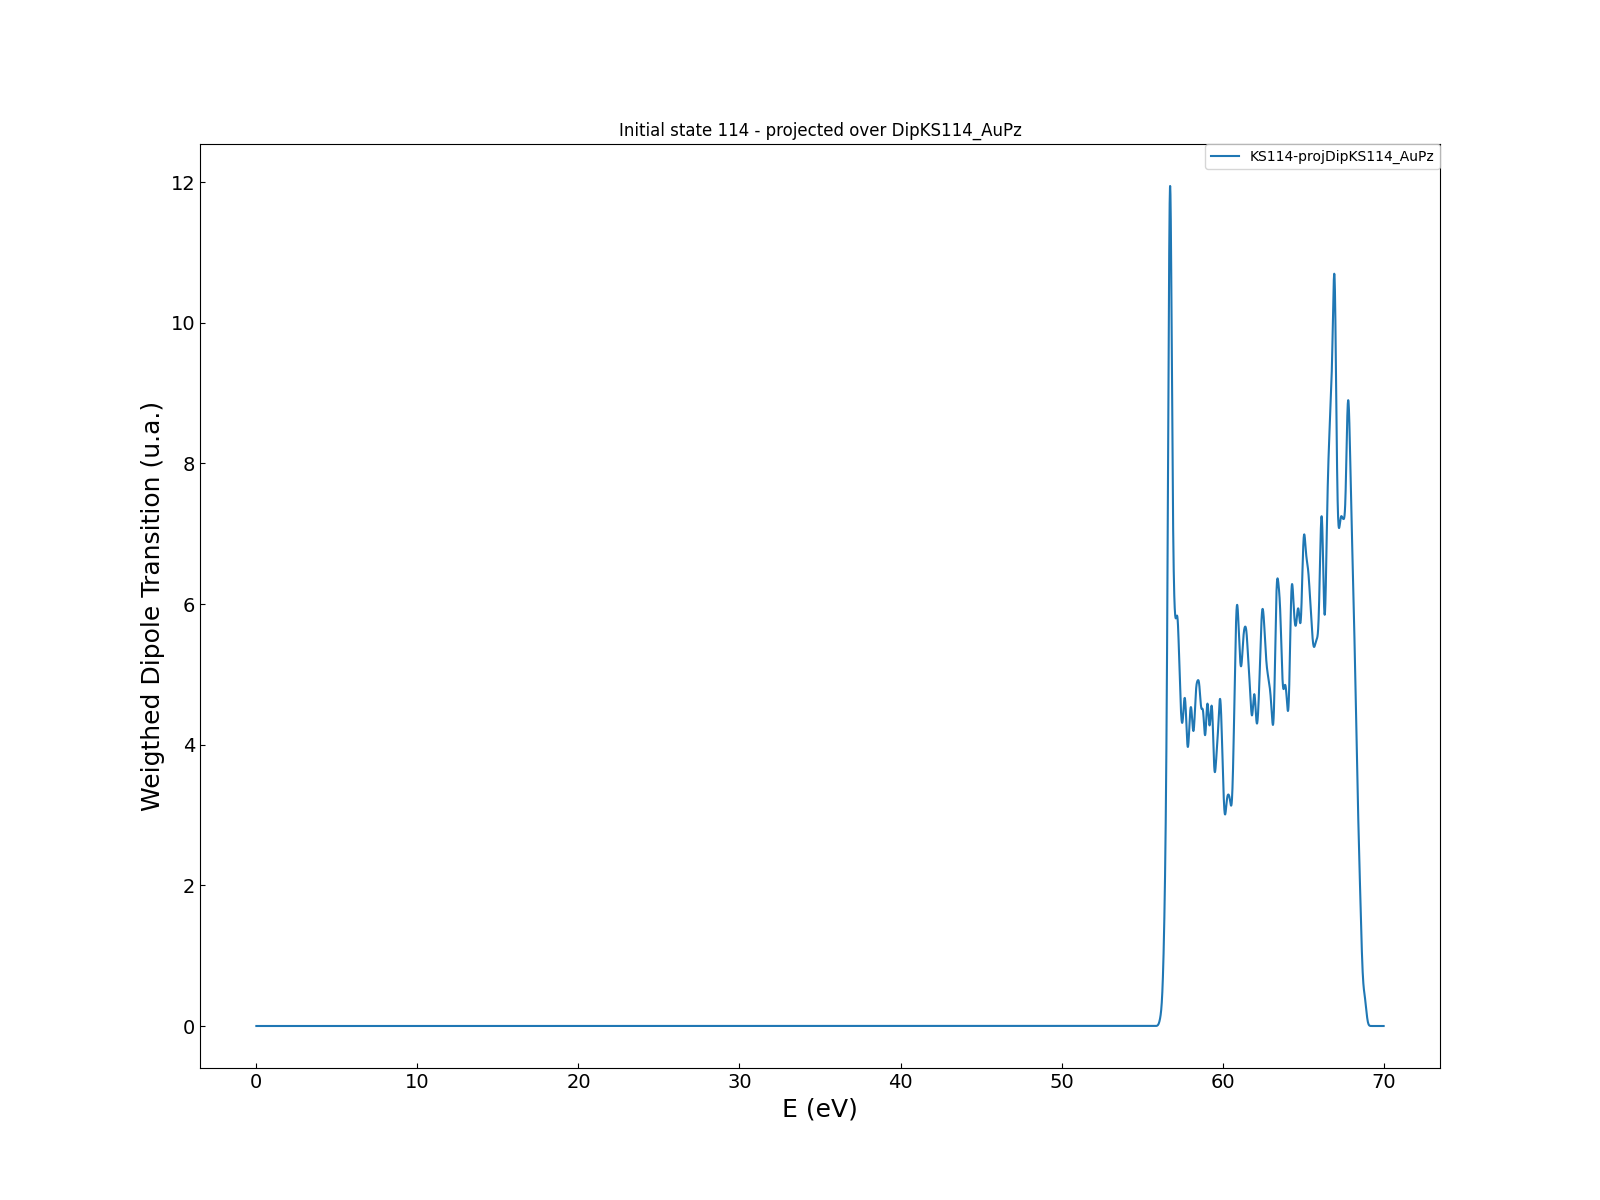 Initial state 114 - projected over DipKS114_AuPz
KS114-projDipKS114_AuPz
Weigthed Dipole Transition (u.a.)
12
10
8
6
4
2
0
0 10 20 30 40 50 60 70
E (eV)